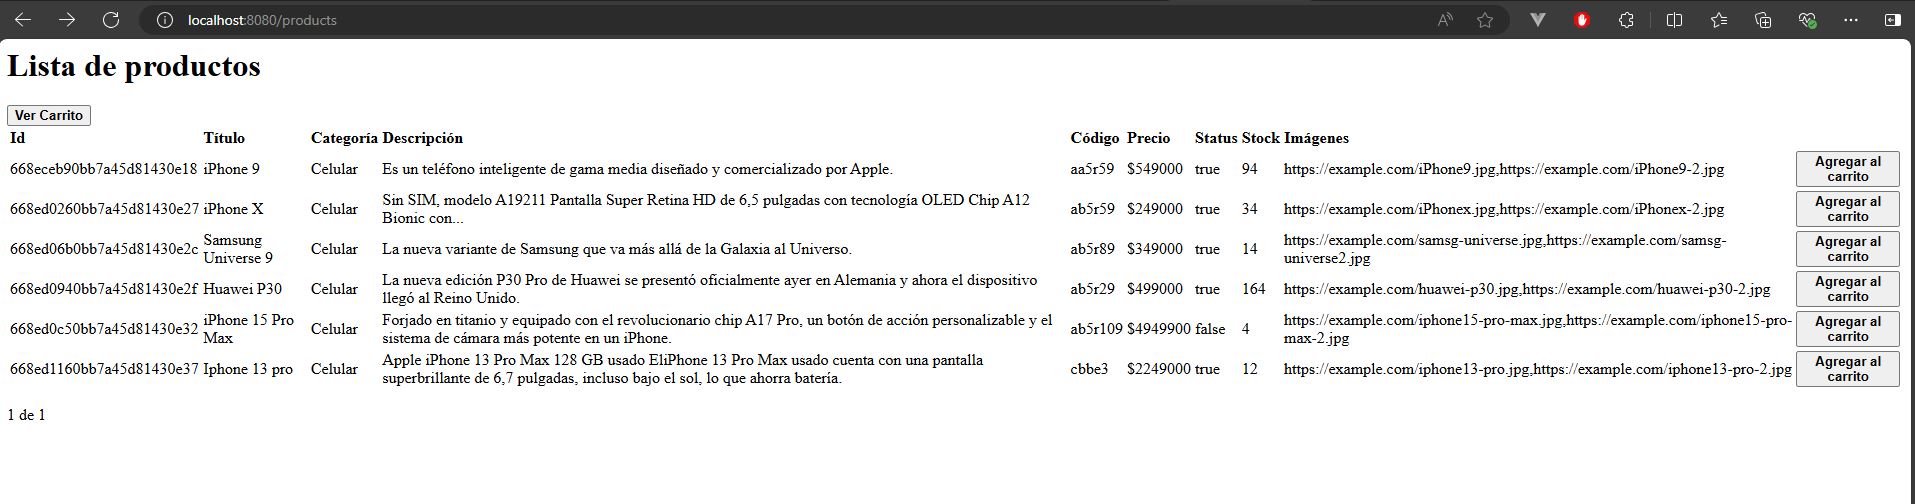 localhost:8080/products
Lista de productos
Ver Carrito
Id Título Categoría Descripción Código Precio Status Stock Imágenes
668eceb90bb7a45d81430e18 iPhone 9 Celular Es un teléfono inteligente de gama media diseñado y comercializado por Apple. aa5r59 $549000 true 94 https://example.com/iPhone9.jpg,https://example.com/iPhone9-2.jpg Agregar al
carrito
668ed0260bb7a45d81430e27 iPhone X Celular Sin SIM, modelo A19211 Pantalla Super Retina HD de 6,5 pulgadas con tecnología OLED Chip A12
Bionic con... ab5r59 $249000 true 34 https://example.com/iPhonex.jpg,https://example.com/iPhonex-2.jpg Agregar al
carrito
668ed06b0bb7a45d81430e2c Samsung
Universe 9 Celular La nueva variante de Samsung que va más allá de la Galaxia al Universo. ab5r89 $349000 true 14 https://example.com/samsg-universe.jpg,https://example.com/samsg-
universe2.jpg Agregar al
carrito
668ed0940bb7a45d81430e2f Huawei P30 Celular La nueva edición P30 Pro de Huawei se presentó oficialmente ayer en Alemania y ahora el dispositivo
llegó al Reino Unido. ab5r29 $499000 true 164 https://example.com/huawei-p30.jpg,https://example.com/huawei-p30-2.jpg Agregar al
carrito
668ed0c50bb7a45d81430e32 iPhone 15 Pro
Max Celular Forjado en titanio y equipado con el revolucionario chip A17 Pro, un botón de acción personalizable y el
sistema de cámara más potente en un iPhone. ab5r109 $4949900 false 4 https://example.com/iphone15-pro-max.jpg,https://example.com/iphone15-pro-
max-2.jpg Agregar al
carrito
668ed1160bb7a45d81430e37 Iphone 13 pro Celular Apple iPhone 13 Pro Max 128 GB usado EliPhone 13 Pro Max usado cuenta con una pantalla
superbrillante de 6,7 pulgadas, incluso bajo el sol, lo que ahorra batería. cbbe3 $2249000 true 12 https://example.com/iphone13-pro.jpg,https://example.com/iphone13-pro-2.jpg Agregar al
carrito
1 de 1